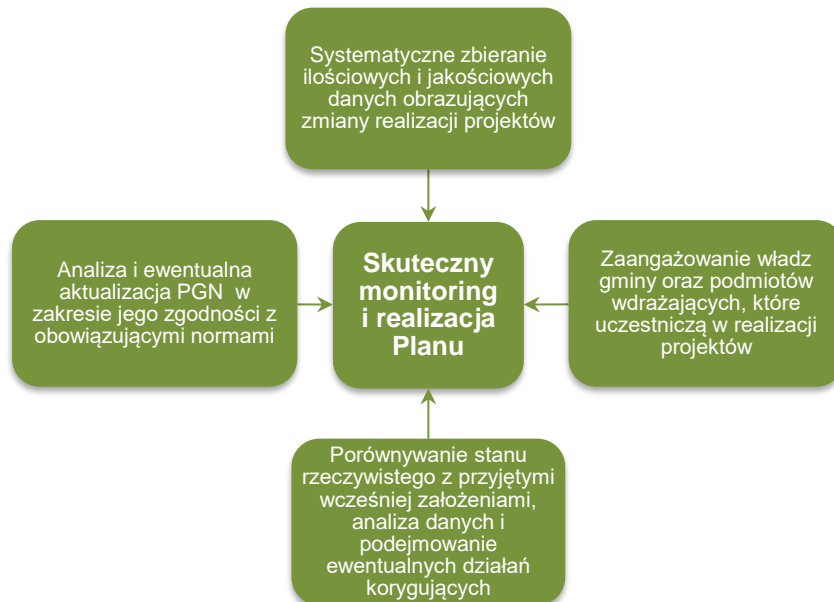 Systematyczne zbieranie
ilościowych i jakościowych
danych obrazujących
zmiany realizacji projektów
Analiza i ewentualna
aktualizacja PGN w
zakresie jego zgodności z
obowiązującymi normami
Skuteczny
monitoring
i realizacja
Planu
Zaangażowanie władz
gminy oraz podmiotów
wdrażających, które
uczestniczą w realizacji
projektów
Porównywanie stanu
rzeczywistego z przyjętymi
wcześniej założeniami,
analiza danych i
podejmowanie
ewentualnych działań
korygujących